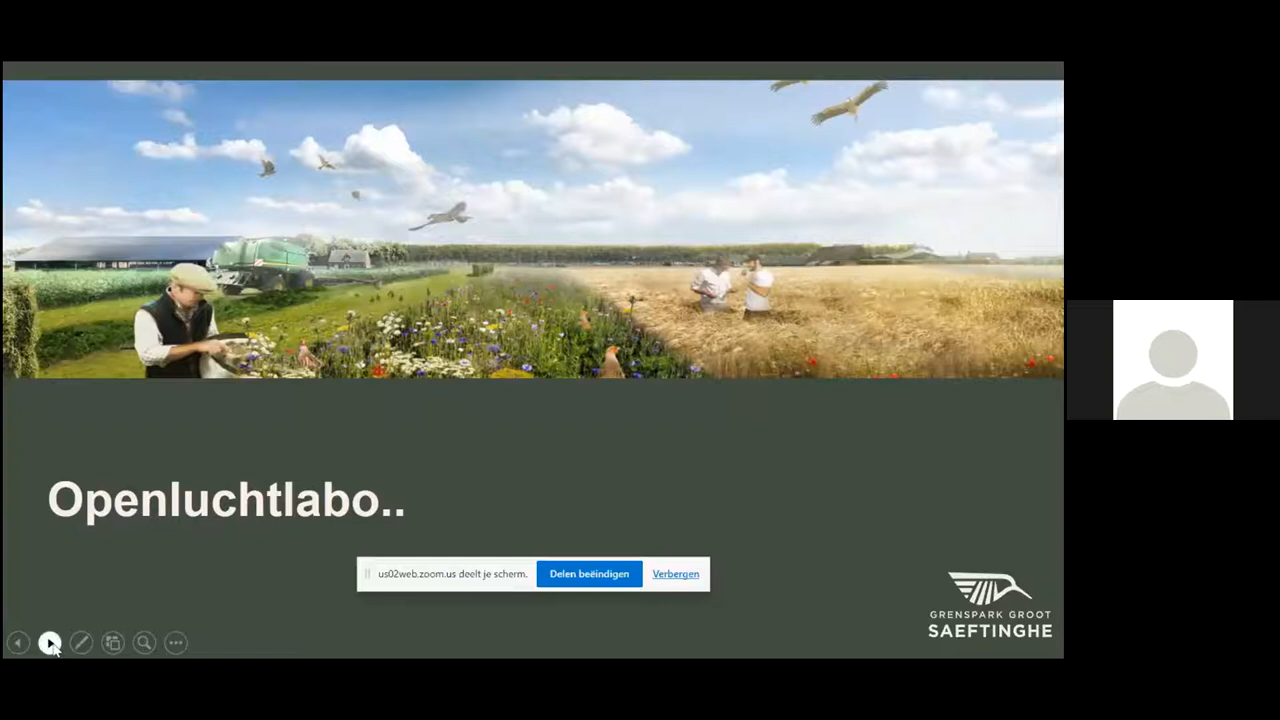 Openluchtlabo..
us02web.zoom.us deelt je scherm.
Delen beëindigen
Verbergen
GRENSPARK GROOT
SAEFTINGHE